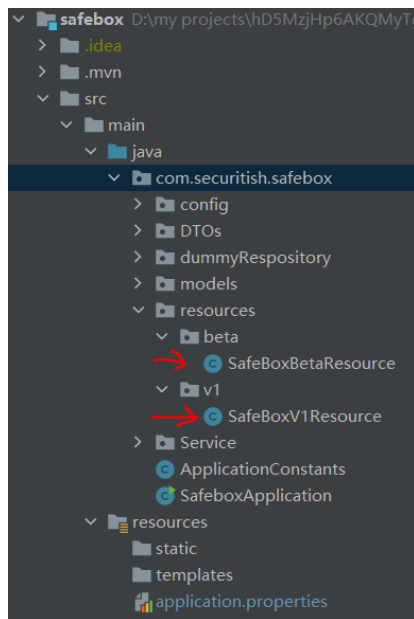 safebox D:\my projects\hD5MzjHp6AKQMyTg
.idea
.mvn
src
main
java
com.securitish.safebox
config
DTOs
dummyRespository
models
resources
beta
SafeBoxBetaResource
v1
SafeBoxV1Resource
Service
ApplicationConstants
SafeboxApplication
resources
static
templates
application.properties